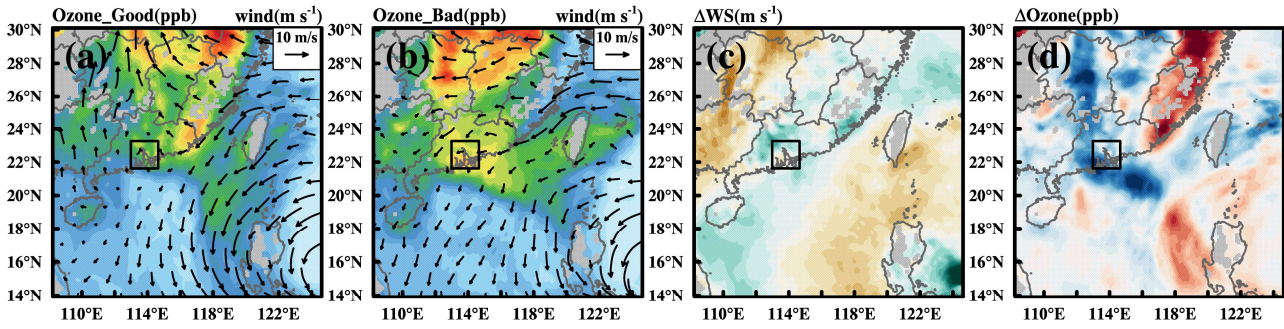 Ozone_Good(ppb) wind(m s⁻¹)
10 m/s
(a)
30°N
28°N
26°N
24°N
22°N
20°N
18°N
16°N
14°N
110°E 114°E 118°E 122°E
Ozone_Bad(ppb) wind(m s⁻¹)
10 m/s
(b)
30°N
28°N
26°N
24°N
22°N
20°N
18°N
16°N
14°N
110°E 114°E 118°E 122°E
ΔWS(m s⁻¹)
(c)
30°N
28°N
26°N
24°N
22°N
20°N
18°N
16°N
14°N
110°E 114°E 118°E 122°E
ΔOzone(ppb)
(d)
30°N
28°N
26°N
24°N
22°N
20°N
18°N
16°N
14°N
110°E 114°E 118°E 122°E